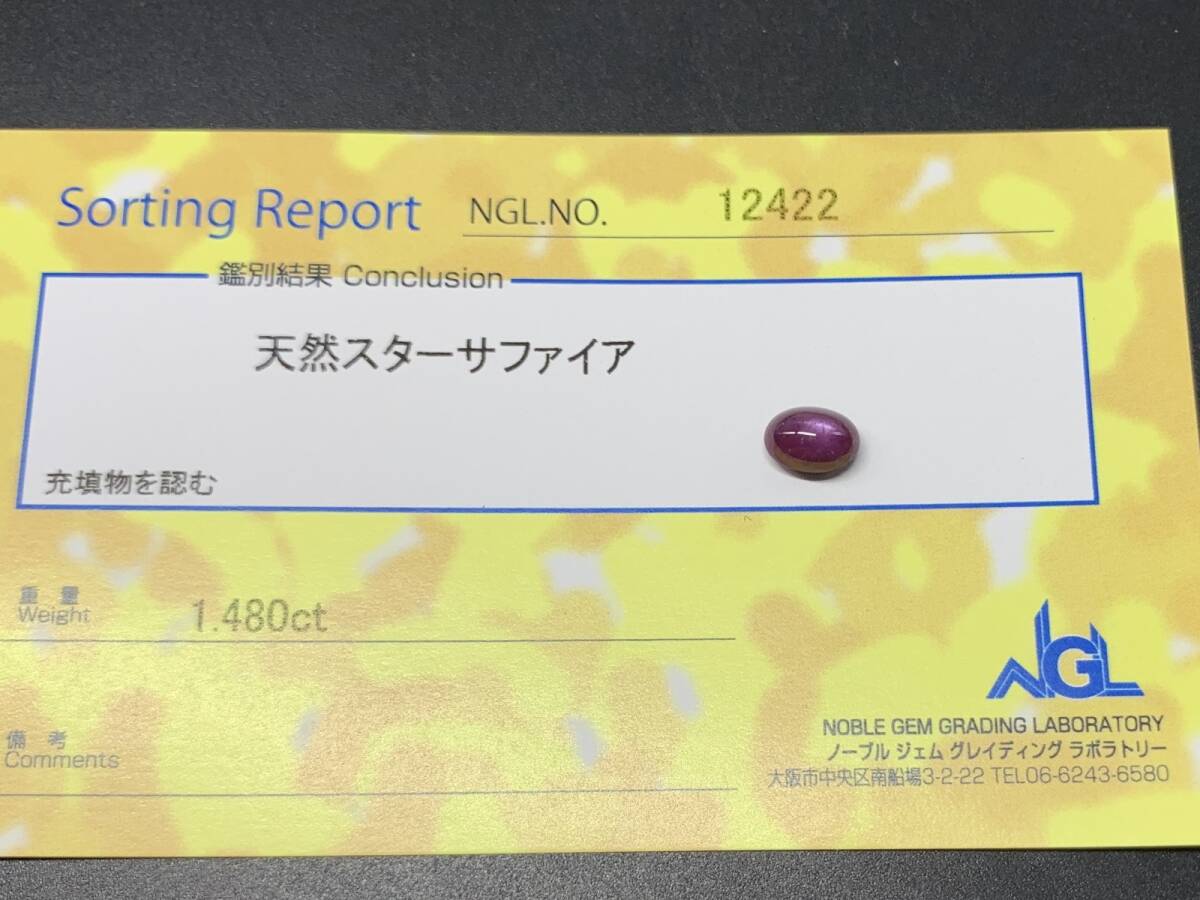 Sorting Report NGL.NO. 12422
鑑別結果 Conclusion
天然スターサファイア
充填物を認む
重量
Weight 1.480ct
備考
Comments
NGL
NOBLE GEM GRADING LABORATORY
ノーブル ジェム グレイディング ラボラトリー
大阪市中央区南船場3-2-22 TEL06-6243-6580